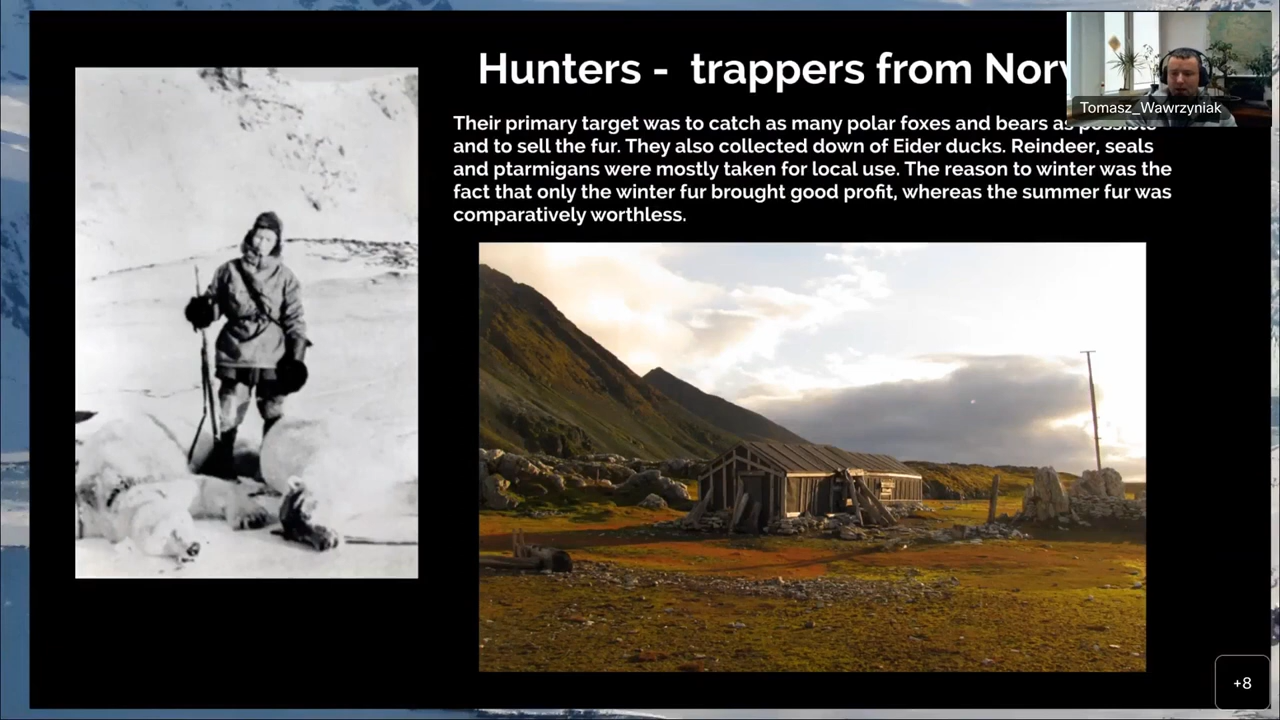 Hunters - trappers from Nor
Tomasz_Wawrzyniak
Their primary target was to catch as many polar foxes and bears as possible
and to sell the fur. They also collected down of Eider ducks. Reindeer, seals
and ptarmigans were mostly taken for local use. The reason to winter was the
fact that only the winter fur brought good profit, whereas the summer fur was
comparatively worthless.
+8